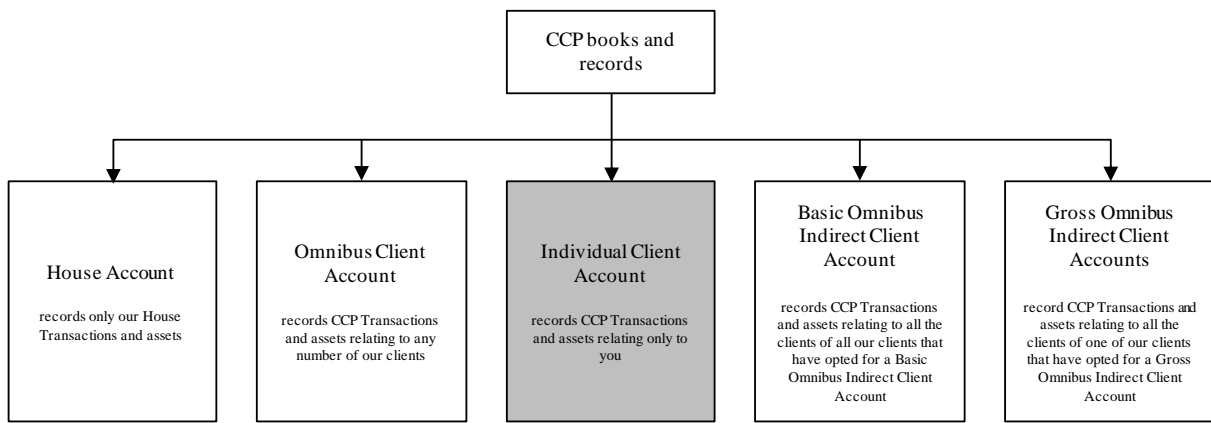 CCP books and
records
House Account
records only our House
Transactions and assets
Omnibus Client
Account
records CCP Transactions
and assets relating to any
number of our clients
Individual Client
Account
records CCP Transactions
and assets relating only to
you
Basic Omnibus
Indirect Client
Account
records CCP Transactions
and assets relating to all the
clients of all our clients that
have opted for a Basic
Omnibus Indirect Client
Account
Gross Omnibus
Indirect Client
Accounts
record CCP Transactions and
assets relating to all the
clients of one of our clients
that have opted for a Gross
Omnibus Indirect Client
Account